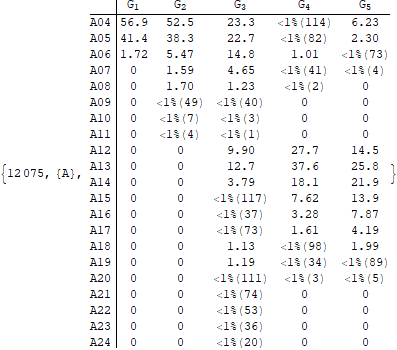 G1 G2 G3 G4 G5
A04 56.9 52.5 23.3 <1%(114) 6.23
A05 41.4 38.3 22.7 <1%(82) 2.30
A06 1.72 5.47 14.8 1.01 <1%(73)
A07 0 1.59 4.65 <1%(41) <1%(4)
A08 0 1.70 1.23 <1%(2) 0
A09 0 <1%(49) <1%(40) 0 0
A10 0 <1%(7) <1%(3) 0 0
A11 0 <1%(4) <1%(1) 0 0
A12 0 0 9.90 27.7 14.5
{12075, {A}, A13 0 0 12.7 37.6 25.8 }
A14 0 0 3.79 18.1 21.9
A15 0 0 <1%(117) 7.62 13.9
A16 0 0 <1%(37) 3.28 7.87
A17 0 0 <1%(73) 1.61 4.19
A18 0 0 1.13 <1%(98) 1.99
A19 0 0 1.19 <1%(34) <1%(89)
A20 0 0 <1%(111) <1%(3) <1%(5)
A21 0 0 <1%(74) 0 0
A22 0 0 <1%(53) 0 0
A23 0 0 <1%(36) 0 0
A24 0 0 <1%(20) 0 0